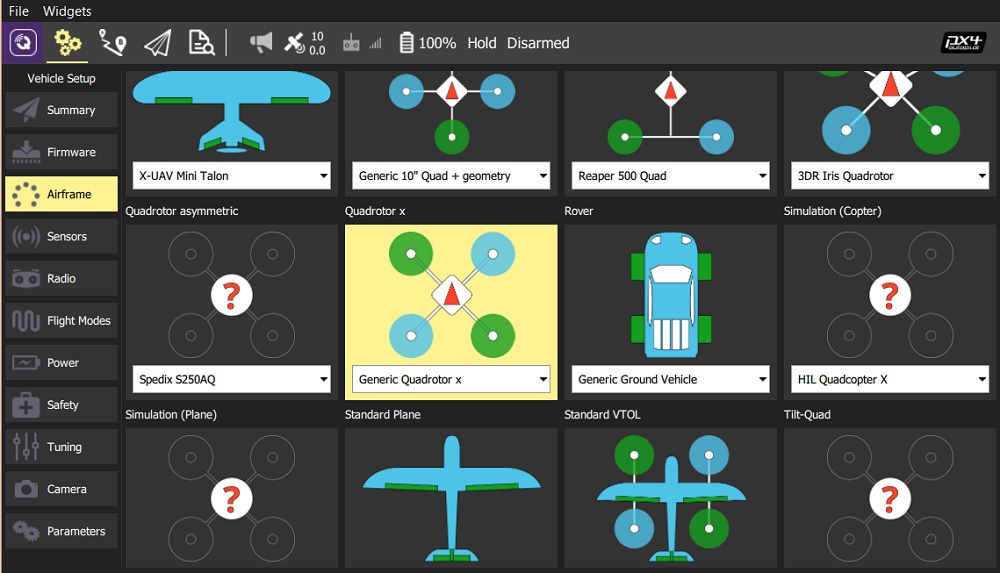 File Widgets
10
0.0
100% Hold Disarmed
px4
autopilot
Vehicle Setup
Summary
Firmware
Airframe
Sensors
Radio
Flight Modes
Power
Safety
Tuning
Camera
Parameters
X-UAV Mini Talon
Generic 10" Quad + geometry
Reaper 500 Quad
3DR Iris Quadrotor
Quadrotor asymmetric
Quadrotor x
Rover
Simulation (Copter)
?
?
Spedix S250AQ
Generic Quadrotor x
Generic Ground Vehicle
HIL Quadcopter X
Simulation (Plane)
Standard Plane
Standard VTOL
Tilt-Quad
?
?